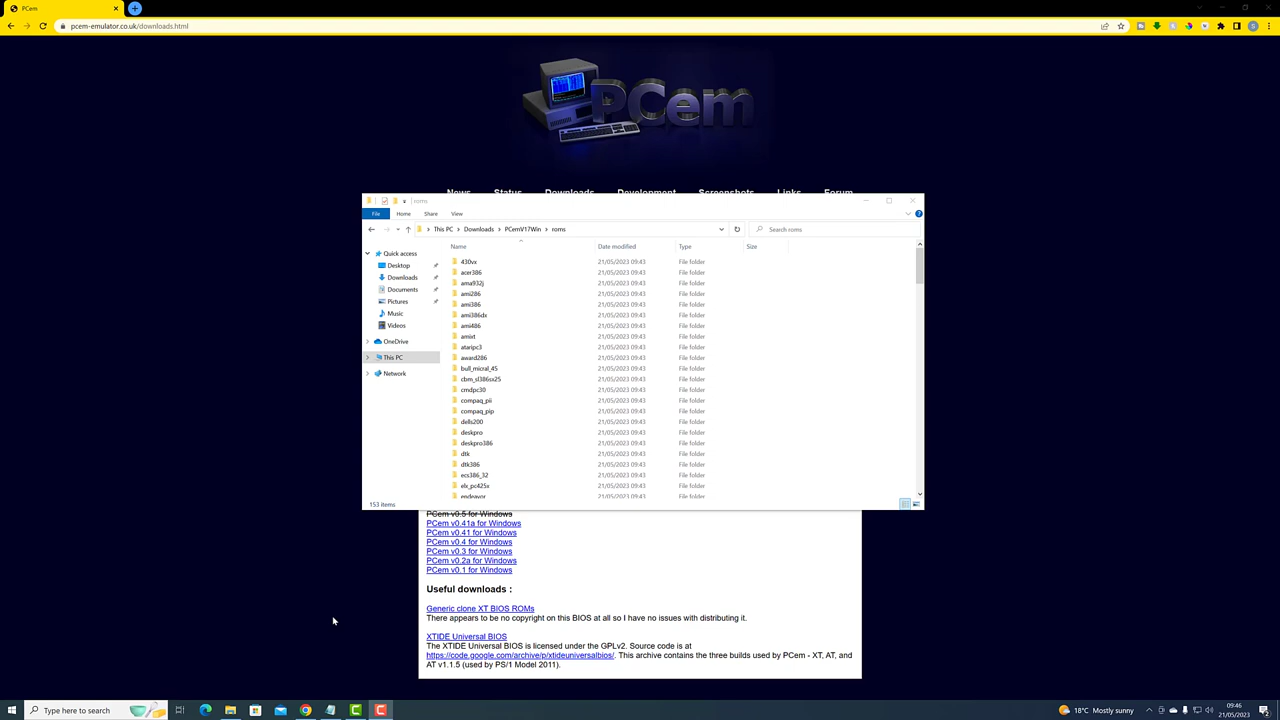 PCem
pcem-emulator.co.uk/downloads.html
PCem
News Status Downloads Development Screenshots Links Forum
roms
File Home Share View
This PC Downloads PCemV17Win roms
Search roms
Name Date modified Type Size
Quick access
Desktop
Downloads
Documents
Pictures
Music
Videos
OneDrive
This PC
Network
430vx 21/05/2023 09:43 File folder
acer386 21/05/2023 09:43 File folder
ama932j 21/05/2023 09:43 File folder
ami286 21/05/2023 09:43 File folder
ami386 21/05/2023 09:43 File folder
ami386dx 21/05/2023 09:43 File folder
ami486 21/05/2023 09:43 File folder
amixt 21/05/2023 09:43 File folder
ataripc3 21/05/2023 09:43 File folder
award286 21/05/2023 09:43 File folder
bull_micral_45 21/05/2023 09:43 File folder
cbm_sl386sx25 21/05/2023 09:43 File folder
cmdpc30 21/05/2023 09:43 File folder
compaq_pii 21/05/2023 09:43 File folder
compaq_pip 21/05/2023 09:43 File folder
dells200 21/05/2023 09:43 File folder
deskpro 21/05/2023 09:43 File folder
deskpro386 21/05/2023 09:43 File folder
dtk 21/05/2023 09:43 File folder
dtk386 21/05/2023 09:43 File folder
ecs386_32 21/05/2023 09:43 File folder
elx_pc425x 21/05/2023 09:43 File folder
endeavor 21/05/2023 09:43 File folder
153 items
PCem v0.5 for Windows
PCem v0.41a for Windows
PCem v0.41 for Windows
PCem v0.4 for Windows
PCem v0.3 for Windows
PCem v0.2a for Windows
PCem v0.1 for Windows
Useful downloads :
Generic clone XT BIOS ROMs
There appears to be no copyright on this BIOS at all so I have no issues with distributing it.
XTIDE Universal BIOS
The XTIDE Universal BIOS is licensed under the GPLv2. Source code is at
https://code.google.com/archive/p/xtideuniversalbios/. This archive contains the three builds used by PCem - XT, AT, and
AT v1.1.5 (used by PS/1 Model 2011).
Type here to search
18°C Mostly sunny
09:46
21/05/2023